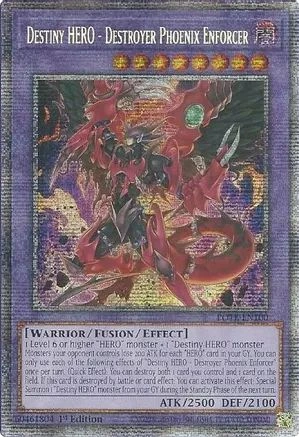 DESTINY HERO - DESTROYER PHOENIX ENFORCER
[WARRIOR/FUSION/EFFECT]
1 Level 6 or higher "HERO" monster + 1 "Destiny HERO" monster
Monsters your opponent controls lose 200 ATK for each "HERO" card in your GY. You can
only use each of the following effects of "Destiny HERO - Destroyer Phoenix Enforcer"
once per turn. (Quick Effect): You can destroy both 1 card you control and 1 card on the
field. If this card is destroyed by battle or card effect: You can activate this effect; Special
Summon 1 "Destiny HERO" monster from your GY during the Standby Phase of the next turn.
ATK/2500 DEF/2100
60461804 1st Edition